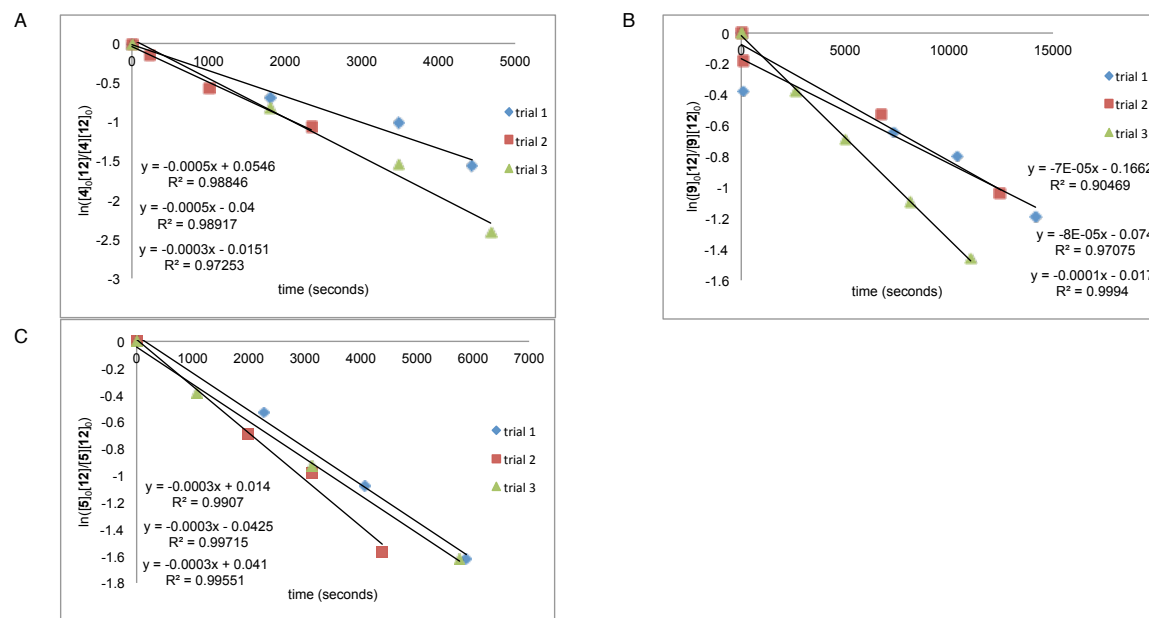 A
ln([4]₀[12]/[4][12]₀)
0
-0.5
-1
-1.5
-2
-2.5
-3
0 1000 2000 3000 4000 5000
trial 1
trial 2
trial 3
y = -0.0005x + 0.0546
R² = 0.98846
y = -0.0005x - 0.04
R² = 0.98917
y = -0.0003x - 0.0151
R² = 0.97253
time (seconds)
B
ln([9]₀[12]/[9][12]₀)
0
-0.2
-0.4
-0.6
-0.8
-1
-1.2
-1.4
-1.6
0 5000 10000 15000
trial 1
trial 2
trial 3
y = -7E-05x - 0.1662
R² = 0.90469
y = -8E-05x - 0.074
R² = 0.97075
y = -0.0001x - 0.017
R² = 0.9994
time (seconds)
C
ln([5]₀[12]/[5][12]₀)
0
-0.2
-0.4
-0.6
-0.8
-1
-1.2
-1.4
-1.6
-1.8
0 1000 2000 3000 4000 5000 6000 7000
trial 1
trial 2
trial 3
y = -0.0003x + 0.014
R² = 0.9907
y = -0.0003x - 0.0425
R² = 0.99715
y = -0.0003x + 0.041
R² = 0.99551
time (seconds)